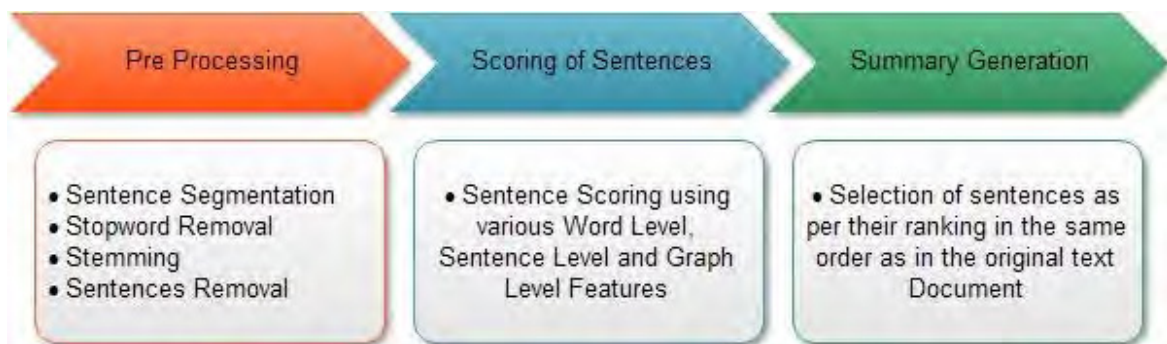 Pre Processing
Scoring of Sentences
Summary Generation
• Sentence Segmentation
• Stopword Removal
• Stemming
• Sentences Removal
• Sentence Scoring using
various Word Level,
Sentence Level and Graph
Level Features
• Selection of sentences as
per their ranking in the same
order as in the original text
Document